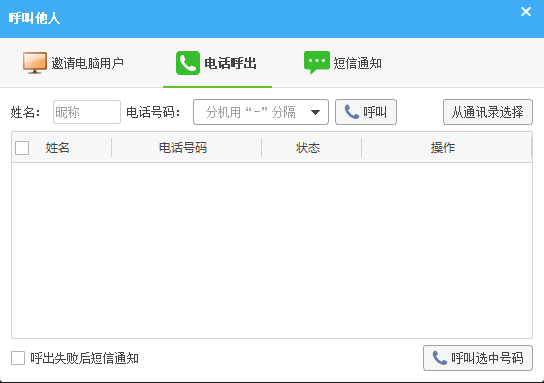 呼叫他人
邀请电脑用户 电话呼出 短信通知
姓名： 昵称 电话号码： 分机用“-”分隔 呼叫 从通讯录选择
姓名 电话号码 状态 操作
呼出失败后短信通知 呼叫选中号码